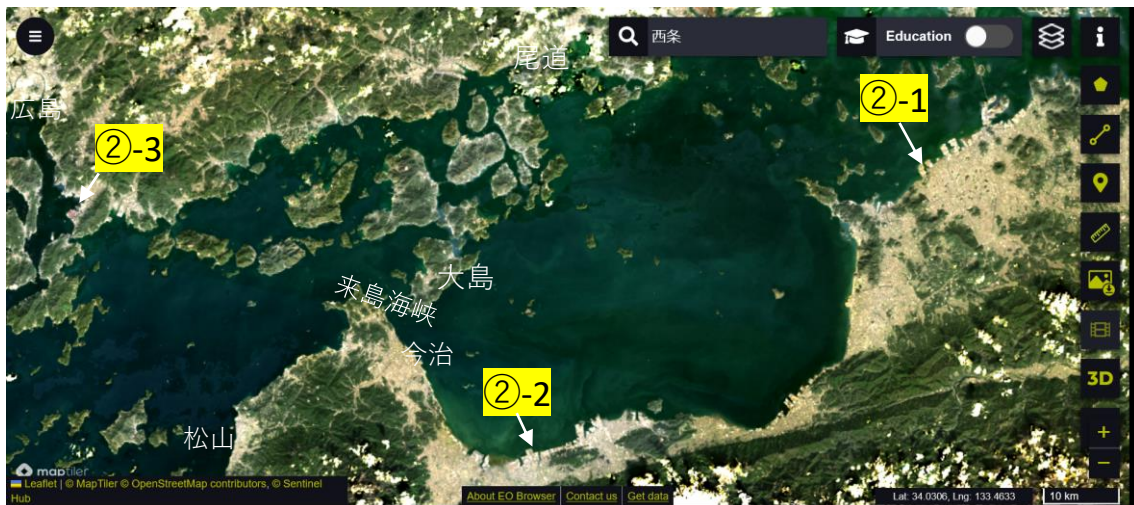 西条
Education
尾道
広島
②-1
②-3
大島
来島海峡
今治
②-2
3D
松山
+
−
maptiler
Leaflet | © MapTiler © OpenStreetMap contributors, © Sentinel
Hub
About EO Browser | Contact us | Get data
Lat: 34.0306, Lng: 133.4633
10 km